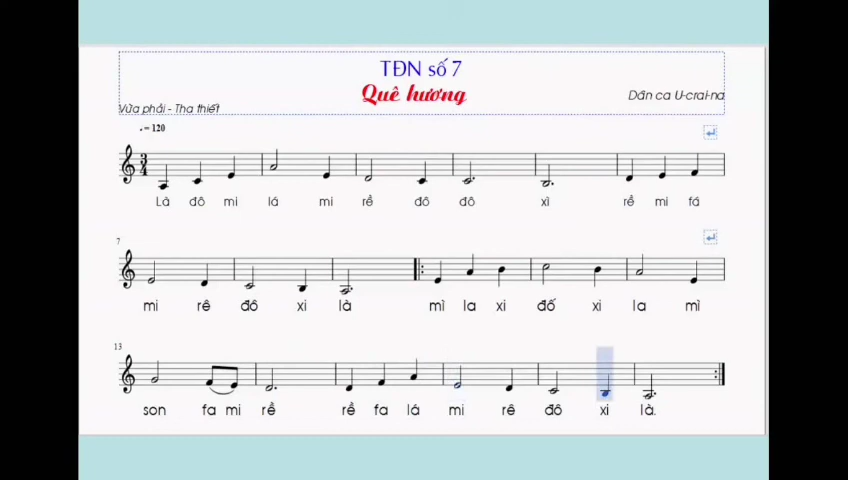 TĐN số 7
Quê hương
Dân ca U-crai-na
Vừa phải - Tha thiết
= 120
3
4
Là đô mi lá mi rề đô đô xì rề mi fá
7
mi rê đô xi là mì la xi đố xi la mì
13
son fa mi rề rề fa lá mi rê đô xi là.